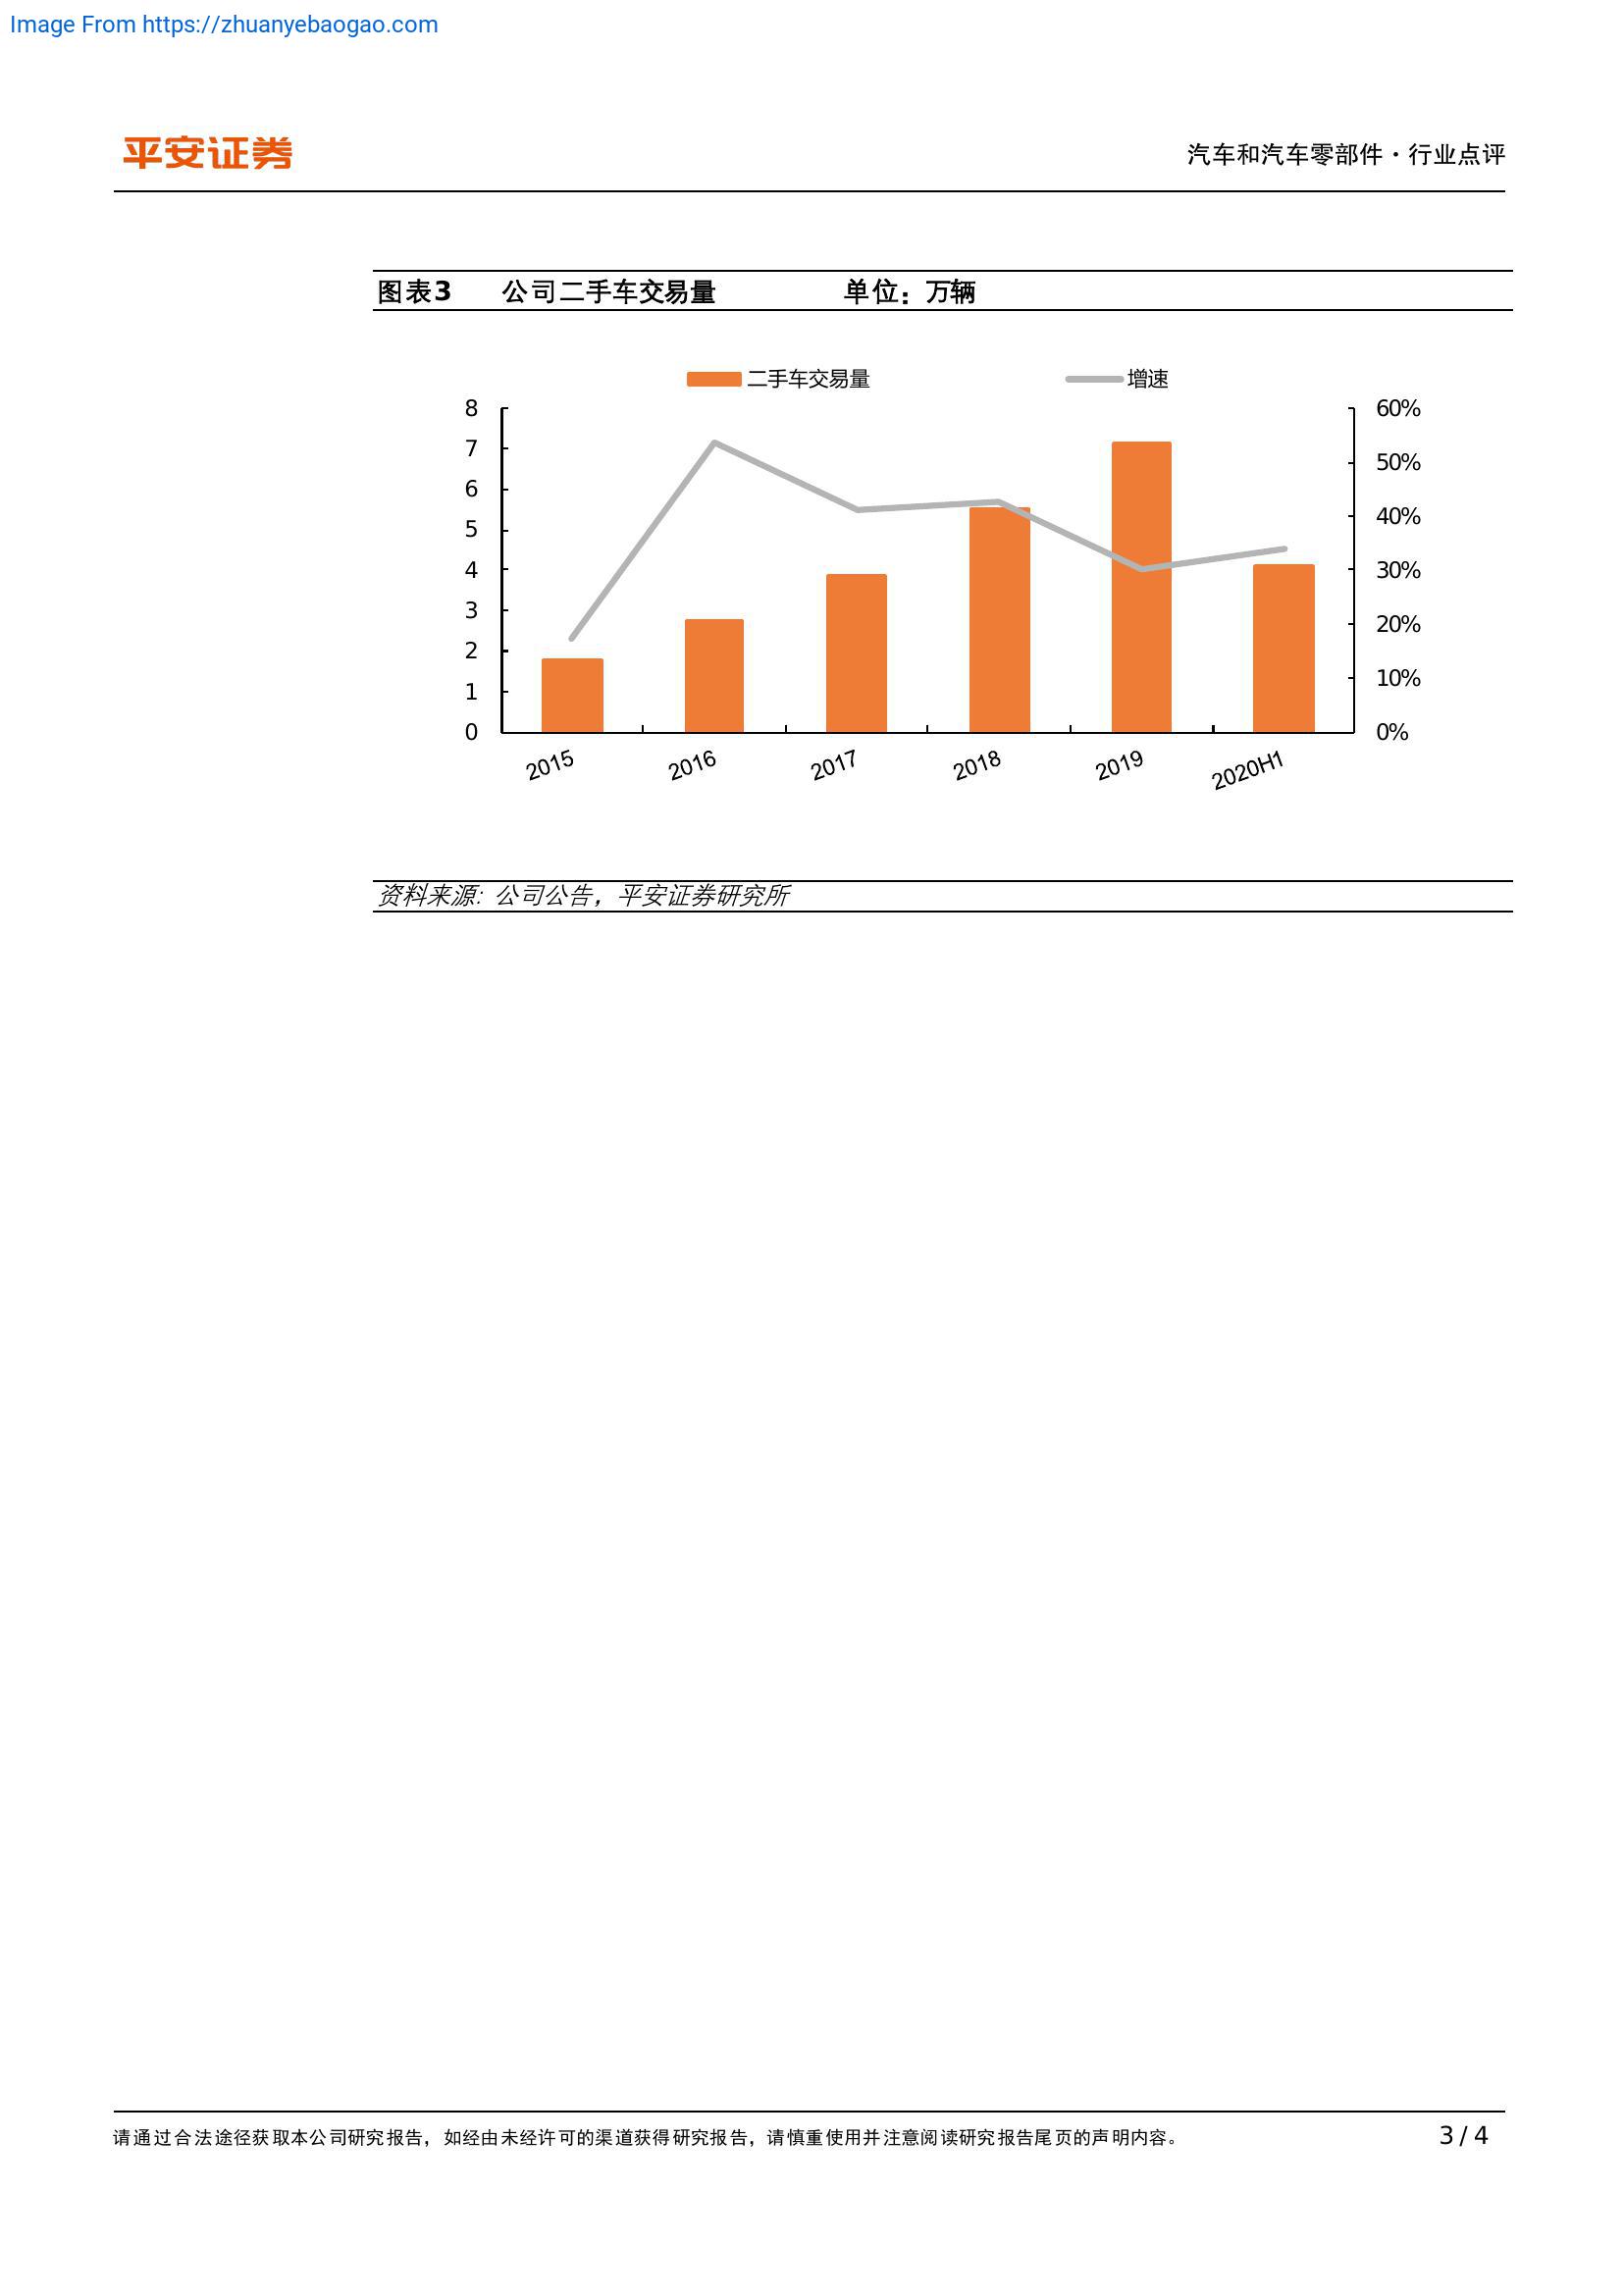 Image From https://zhuanyebaogao.com
平安证券
汽车和汽车零部件·行业点评
图表3 公司二手车交易量 单位：万辆
二手车交易量 增速
8 60%
7 50%
6 40%
5 30%
4 20%
3 10%
2 0%
1
0
2015 2016 2017 2018 2019 2020H1
资料来源: 公司公告，平安证券研究所
请通过合法途径获取本公司研究报告，如经由未经许可的渠道获得研究报告，请慎重使用并注意阅读研究报告尾页的声明内容。 3 / 4